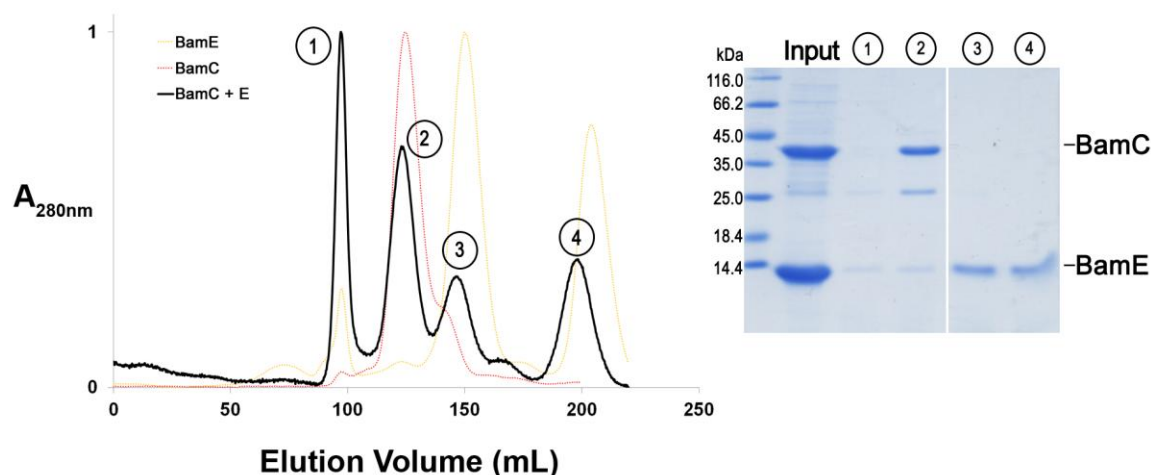 1
BamE
BamC
BamC + E
1
2
3
4
A280nm
0
0
50
100
150
200
250
Elution Volume (mL)
kDa
Input
1
2
3
4
116.0
66.2
45.0
35.0
25.0
18.4
14.4
–BamC
–BamE